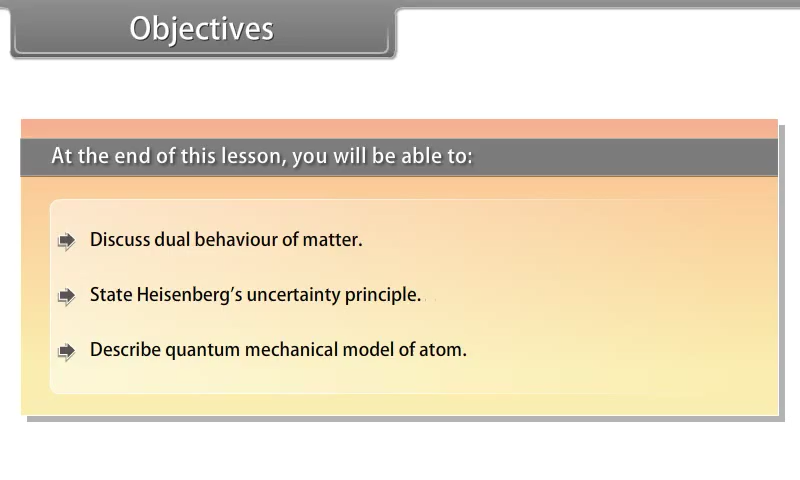 Objectives
At the end of this lesson, you will be able to:
Discuss dual behaviour of matter.
State Heisenberg's uncertainty principle.
Describe quantum mechanical model of atom.